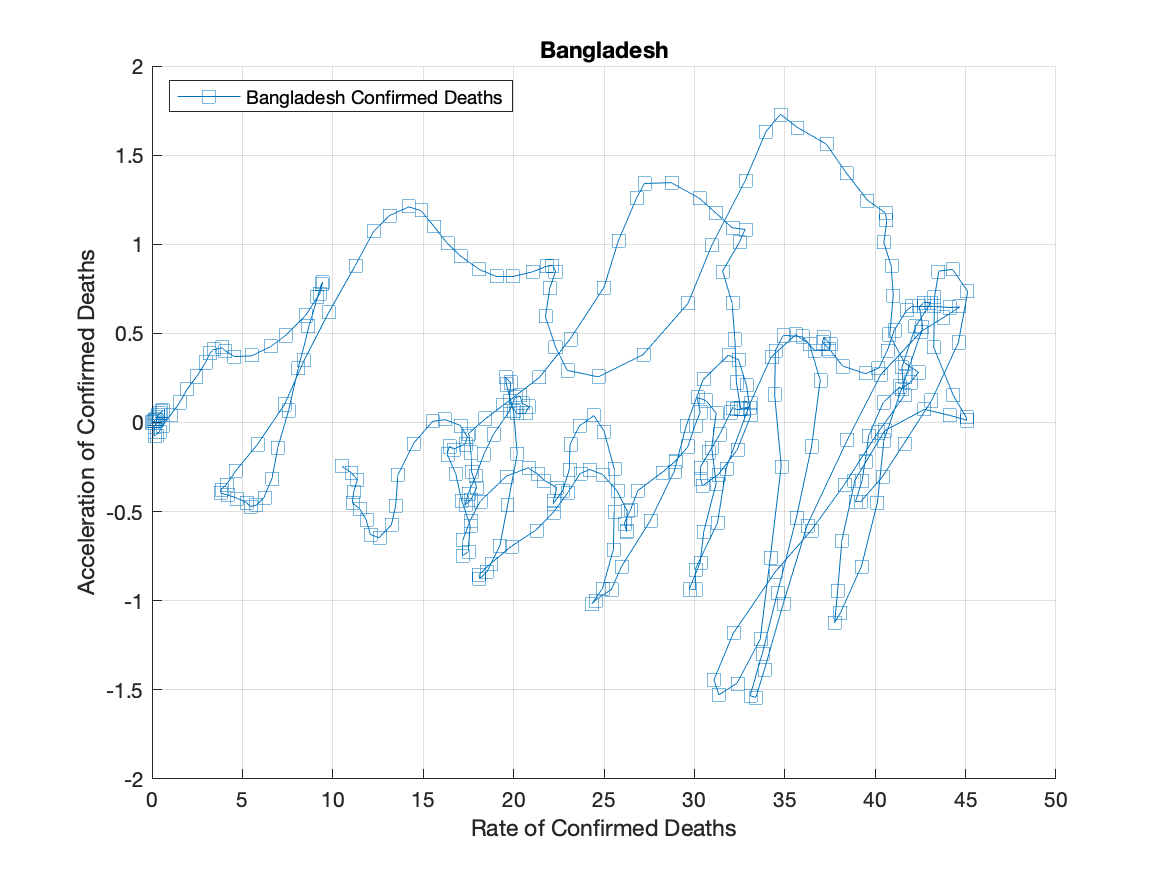 Bangladesh
Bangladesh Confirmed Deaths
2
1.5
1
0.5
0
-0.5
-1
-1.5
-2
Acceleration of Confirmed Deaths
0 5 10 15 20 25 30 35 40 45 50
Rate of Confirmed Deaths